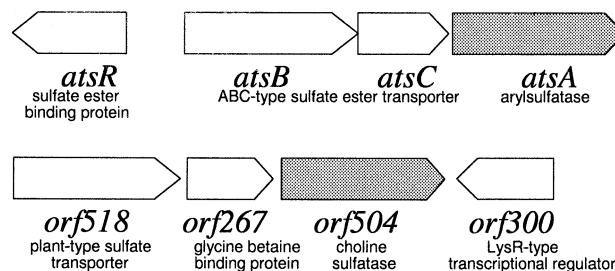 atsR atsB atsC atsA
sulfate ester binding protein ABC-type sulfate ester transporter arylsulfatase
orf518 orf267 orf504 orf300
plant-type sulfate transporter glycine betaine binding protein choline sulfatase LysR-type transcriptional regulator